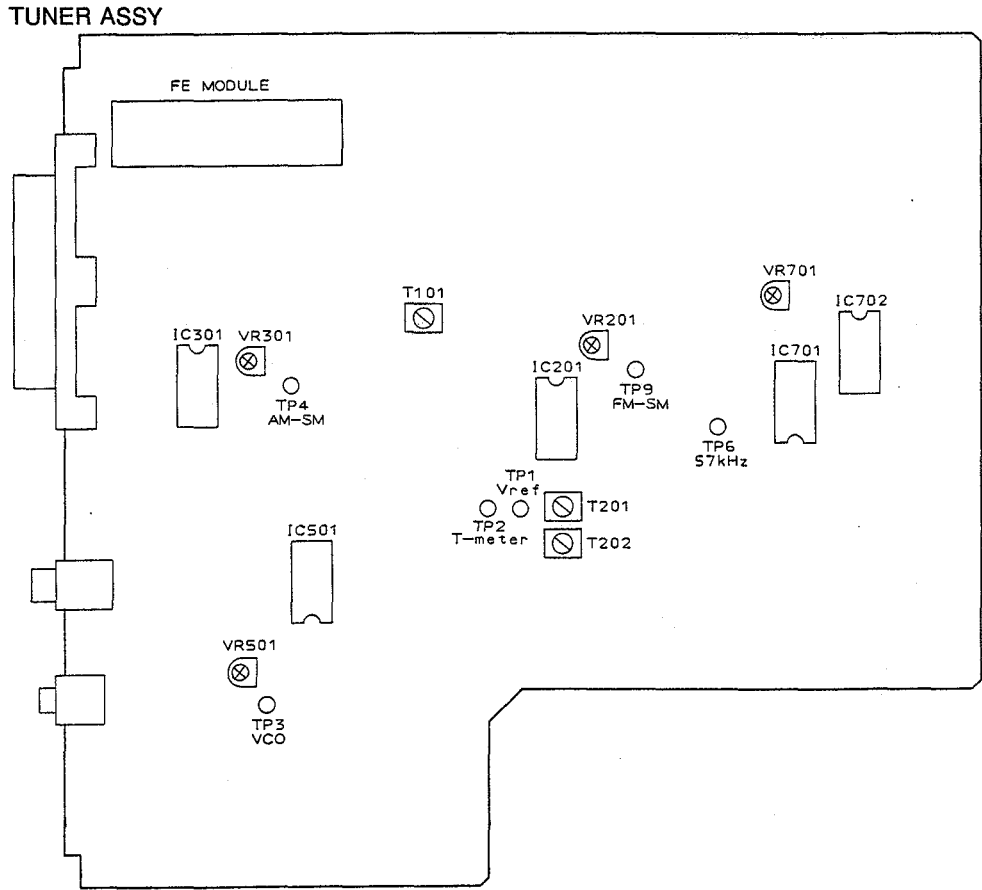 TUNER ASSY
FE MODULE
VR701
T101
IC702
VR201
IC301
VR301
IC701
IC201
TP9
FM-SM
TP4
AM-SM
TP6
57kHz
TP1
Vref
T201
TP2
T-meter
T202
IC501
VR501
TP3
VCO